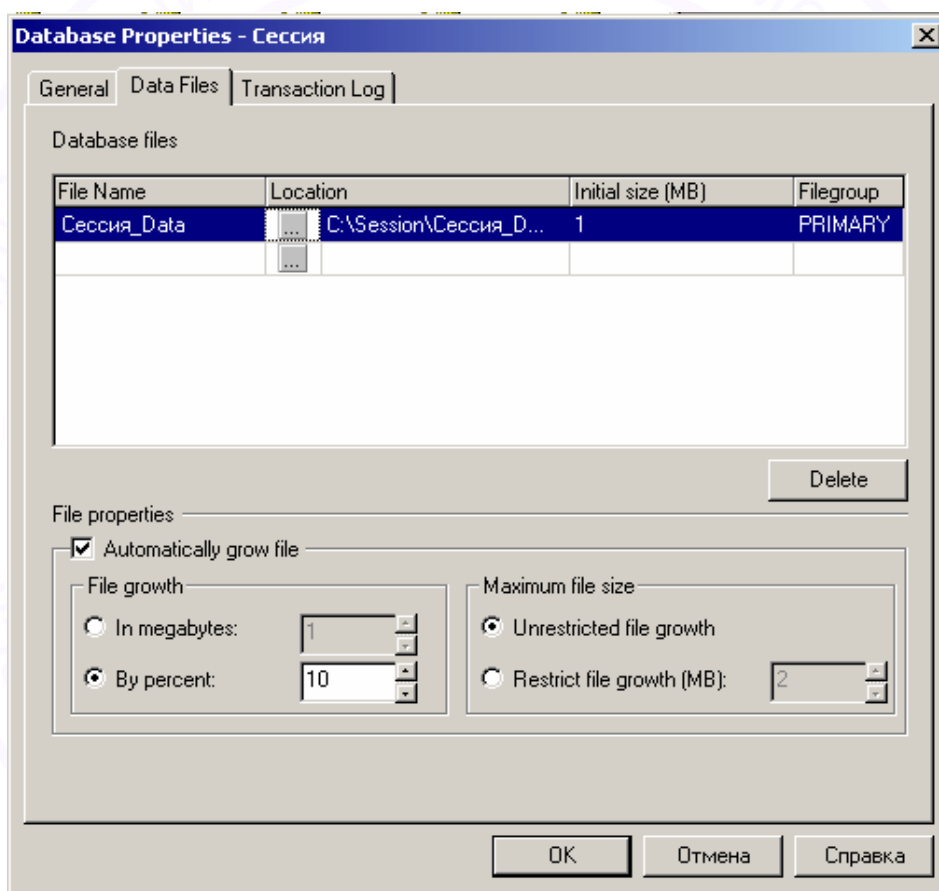 Database Properties - Сессия
General Data Files Transaction Log
Database files
File Name Location Initial size (MB) Filegroup
Сессия_Data ... C:\Session\Сессия_D... 1 PRIMARY
...
Delete
File properties
Automatically grow file
File growth Maximum file size
In megabytes: 1 Unrestricted file growth
By percent: 10 Restrict file growth (MB): 2
OK Отмена Справка